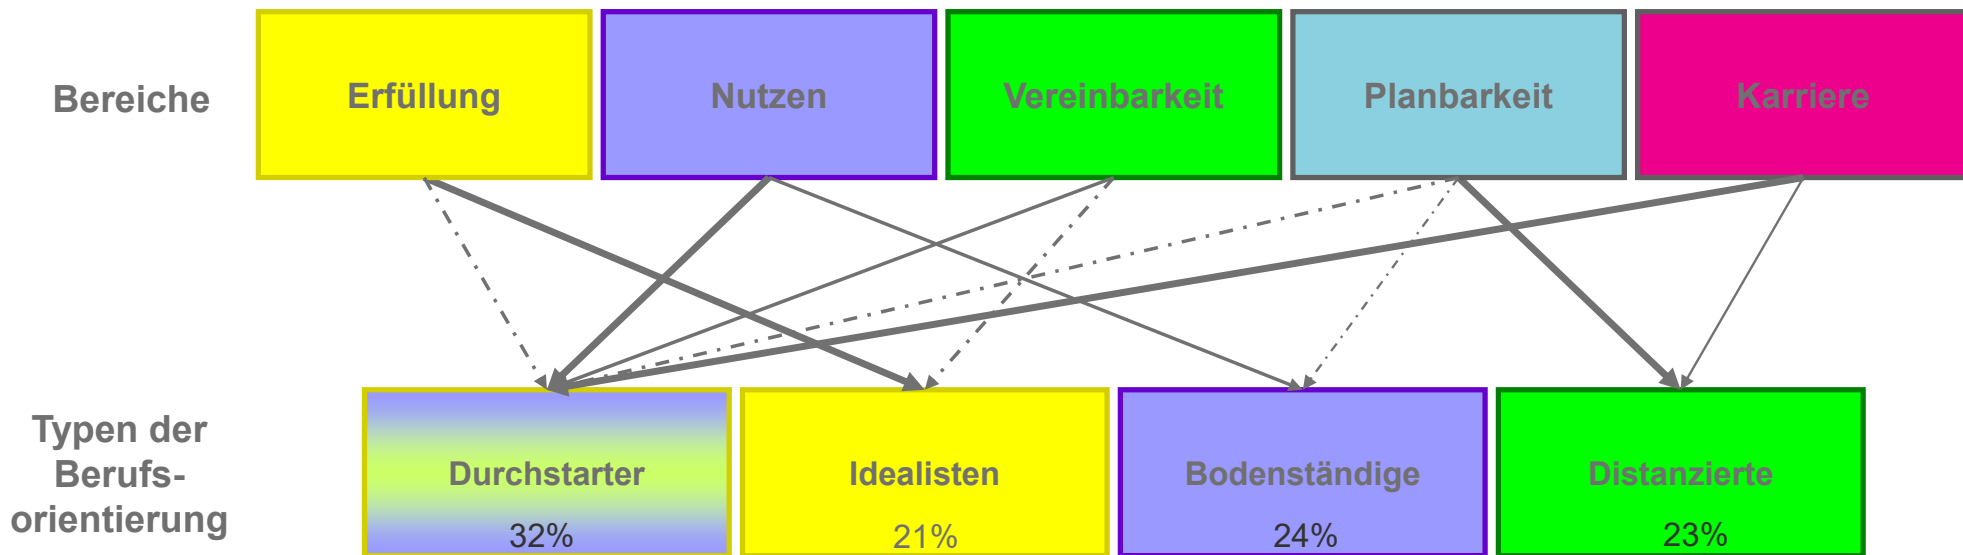 Bereiche
Erfüllung
Nutzen
Vereinbarkeit
Planbarkeit
Karriere
Typen der
Berufs-
orientierung
Durchstarter
32%
Idealisten
21%
Bodenständige
24%
Distanzierte
23%